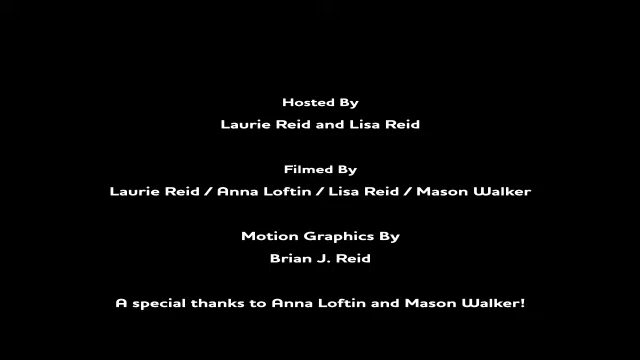 Hosted By
Laurie Reid and Lisa Reid
Filmed By
Laurie Reid / Anna Loftin / Lisa Reid / Mason Walker
Motion Graphics By
Brian J. Reid
A special thanks to Anna Loftin and Mason Walker!